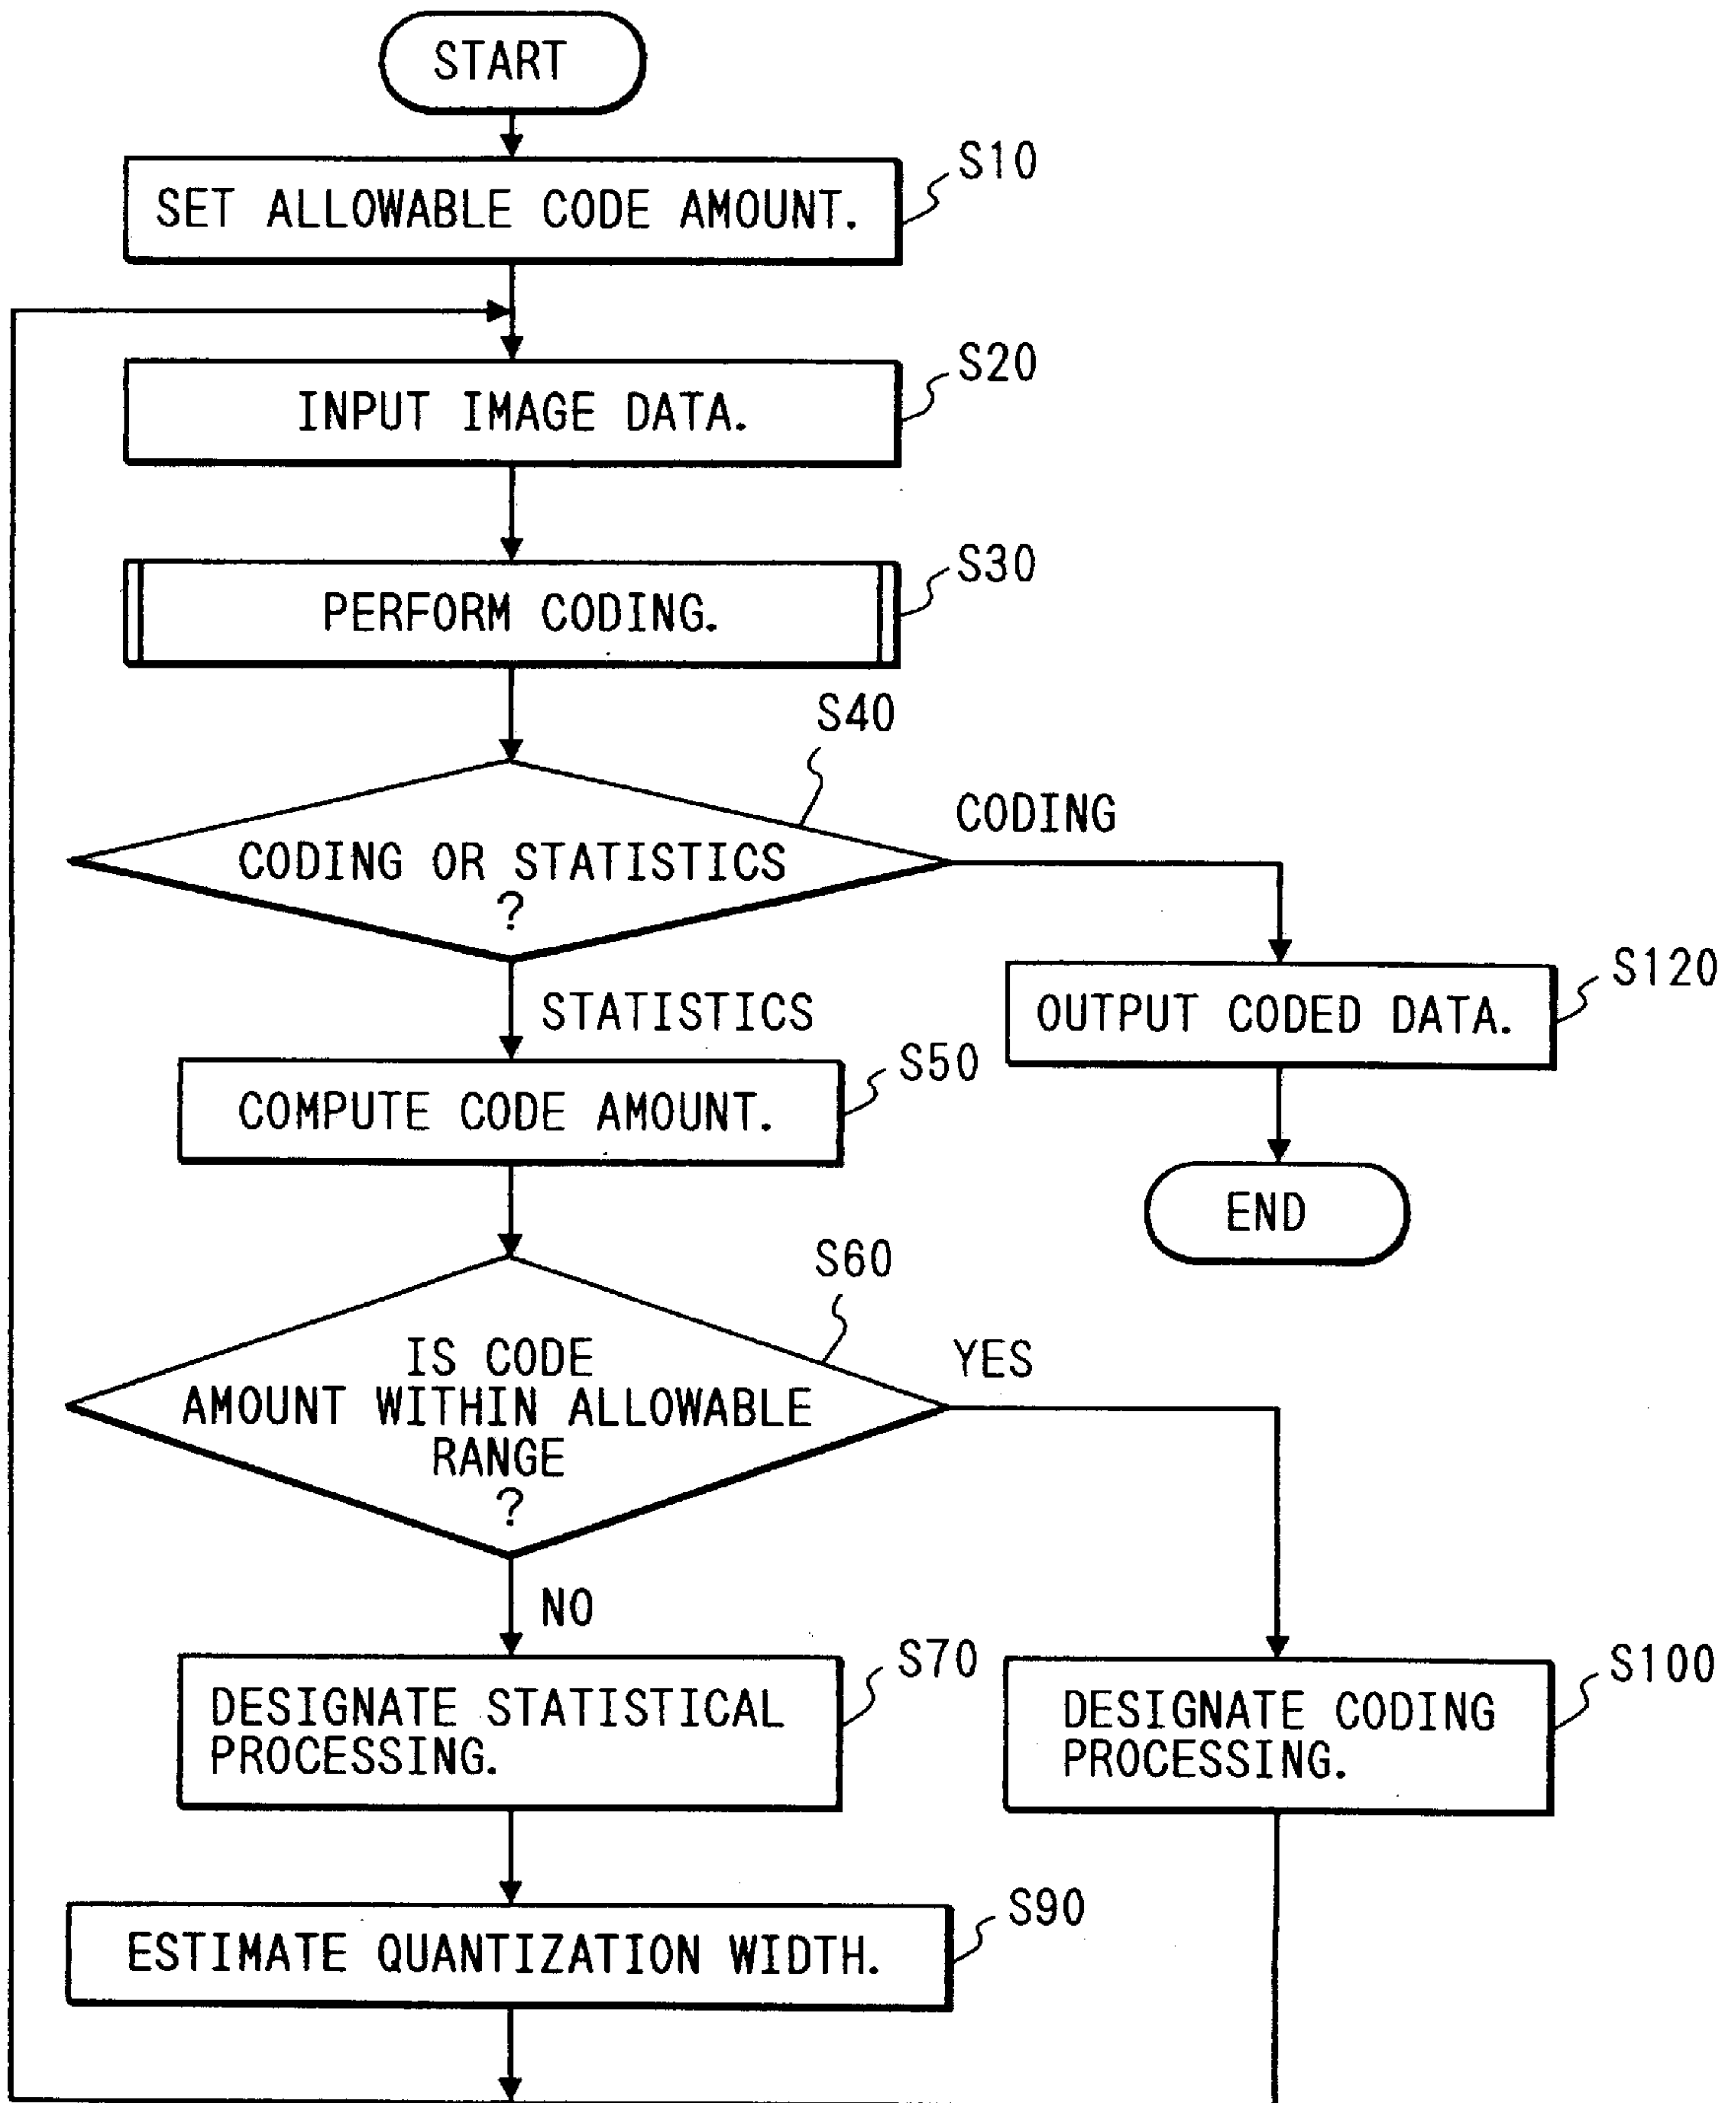 START
S10
SET ALLOWABLE CODE AMOUNT.
S20
INPUT IMAGE DATA.
S30
PERFORM CODING.
S40
CODING
CODING OR STATISTICS
?
STATISTICS
S120
OUTPUT CODED DATA.
S50
COMPUTE CODE AMOUNT.
END
S60
IS CODE
AMOUNT WITHIN ALLOWABLE
RANGE
?
YES
NO
S70
DESIGNATE STATISTICAL
PROCESSING.
S100
DESIGNATE CODING
PROCESSING.
S90
ESTIMATE QUANTIZATION WIDTH.